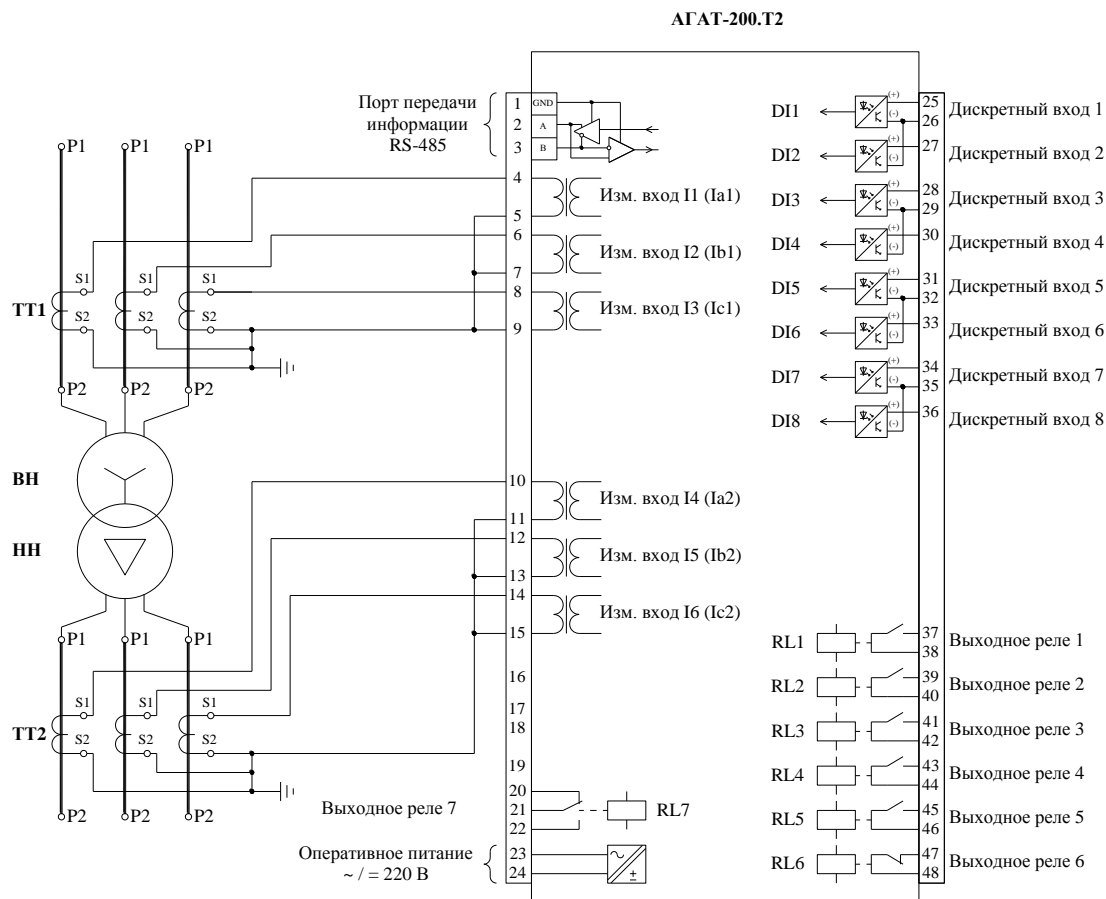 АГАТ-200.Т2
Порт передачи
информации
RS-485
1 GND
2 A
3 B
4
5
Изм. вход I1 (Ia1)
6
7
Изм. вход I2 (Ib1)
8
9
Изм. вход I3 (Ic1)
P1 P1 P1
ТТ1
S1 S1 S1
S2 S2 S2
P2 P2 P2
ВН
НН
10
11
Изм. вход I4 (Ia2)
12
13
Изм. вход I5 (Ib2)
14
15
Изм. вход I6 (Ic2)
P1 P1 P1
ТТ2
S1 S1 S1
S2 S2 S2
P2 P2 P2
16
17
18
19
Выходное реле 7
20
21
22
RL7
Оперативное питание
~ / = 220 В
23
24
~
±
DI1 (+) 25 Дискретный вход 1
(-) 26
DI2 (+) 27 Дискретный вход 2
(-)
DI3 (+) 28 Дискретный вход 3
(-) 29
DI4 (+) 30 Дискретный вход 4
(-)
DI5 (+) 31 Дискретный вход 5
(-) 32
DI6 (+) 33 Дискретный вход 6
(-)
DI7 (+) 34 Дискретный вход 7
(-) 35
DI8 (+) 36 Дискретный вход 8
(-)
RL1 37 Выходное реле 1
38
RL2 39 Выходное реле 2
40
RL3 41 Выходное реле 3
42
RL4 43 Выходное реле 4
44
RL5 45 Выходное реле 5
46
RL6 47 Выходное реле 6
48